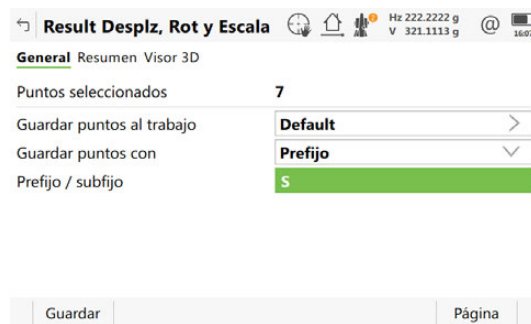 Result Desplz, Rot y Escala
Hz 222.2222 g
V 321.1113 g
@
General Resumen Visor 3D
Puntos seleccionados 7
Guardar puntos al trabajo Default
Guardar puntos con Prefijo
Prefijo / subfijo S
Guardar Página